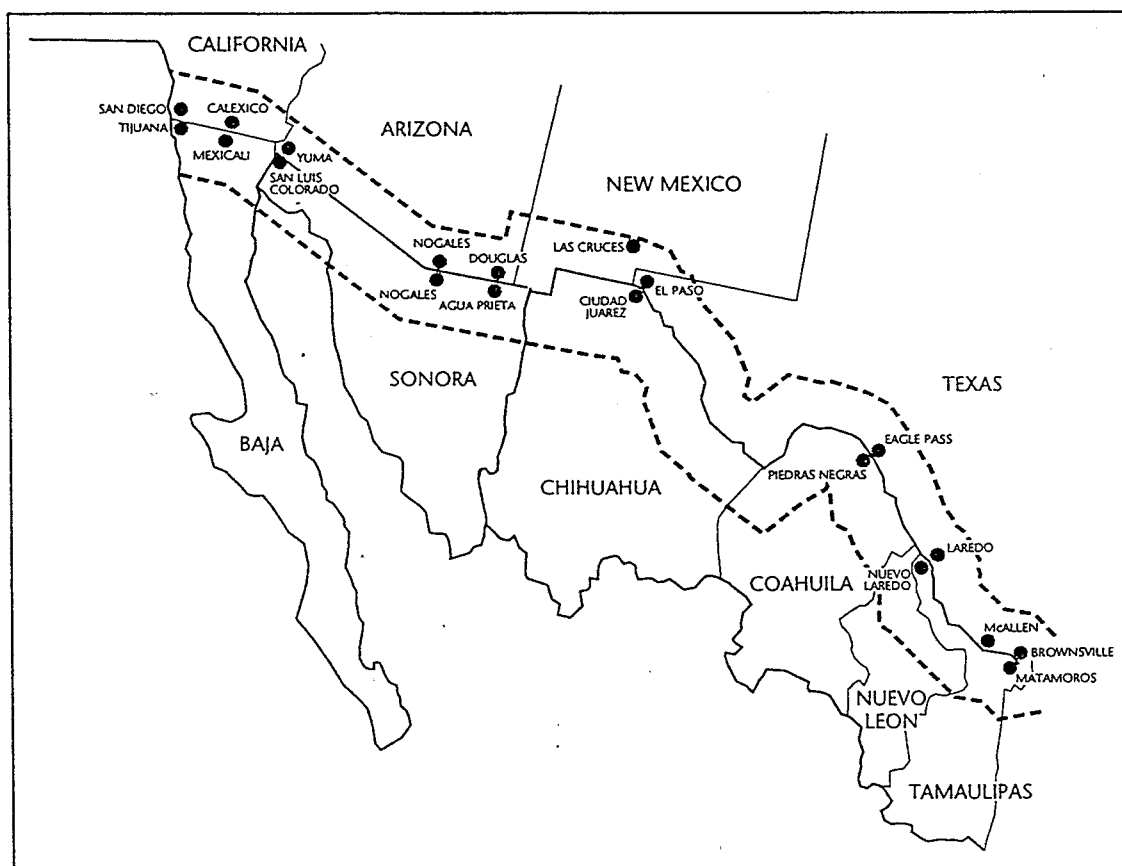 CALIFORNIA
SAN DIEGO
CALEXICO
TIJUANA
MEXICALI
YUMA
SAN LUIS
COLORADO
ARIZONA
NEW MEXICO
NOGALES
DOUGLAS
LAS CRUCES
NOGALES
AGUA PRIETA
CIUDAD
JUAREZ
EL PASO
SONORA
TEXAS
BAJA
EAGLE PASS
PIEDRAS NEGRAS
CHIHUAHUA
LAREDO
COAHUILA
NUEVO
LAREDO
McALLEN
BROWNSVILLE
MATAMOROS
NUEVO
LEON
TAMAULIPAS